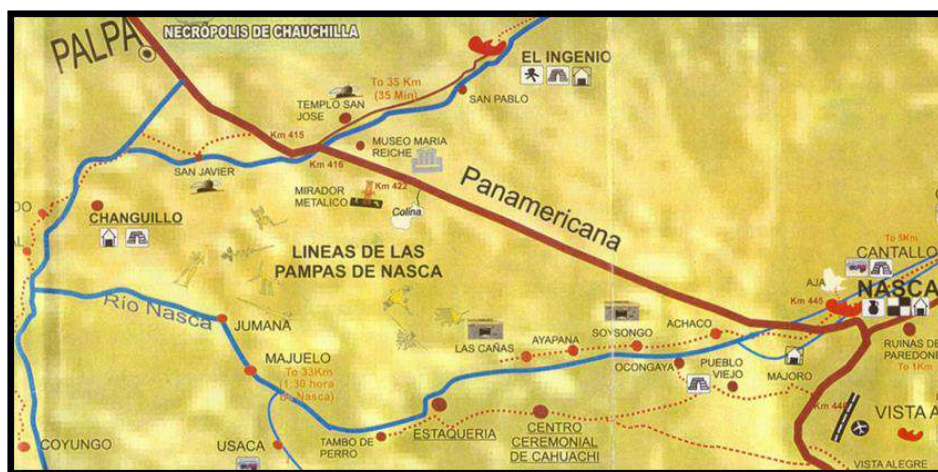 PALPA
NECRÓPOLIS DE CHAUCHILLA
EL INGENIO
To 35 Km
(35 Min)
TEMPLO SAN
JOSE
SAN PABLO
Km 415
MUSEO MARIA
REICHE
Km 416
SAN JAVIER
MIRADOR
METALICO
Km 422
Colina
Panamericana
CHANGUILLO
LINEAS DE LAS
PAMPAS DE NASCA
To 5Km
CANTALLO
AJA
NASCA
Km 445
Río Nasca
JUMANA
LAS CAÑAS
AYAPANA
SOYSONGO
ACHACO
RUINAS DE
To 1Km
MAJUELO
To 33Km
(1:30 hora
OCONGAYA
PUEBLO
VIEJO
MAJORO
VISTA A
COYUNGO
USACA
TAMBO DE
PERRO
ESTAQUERIA
CENTRO
CEREMONIAL
DE CAHUACHI
VISTA ALEGRE